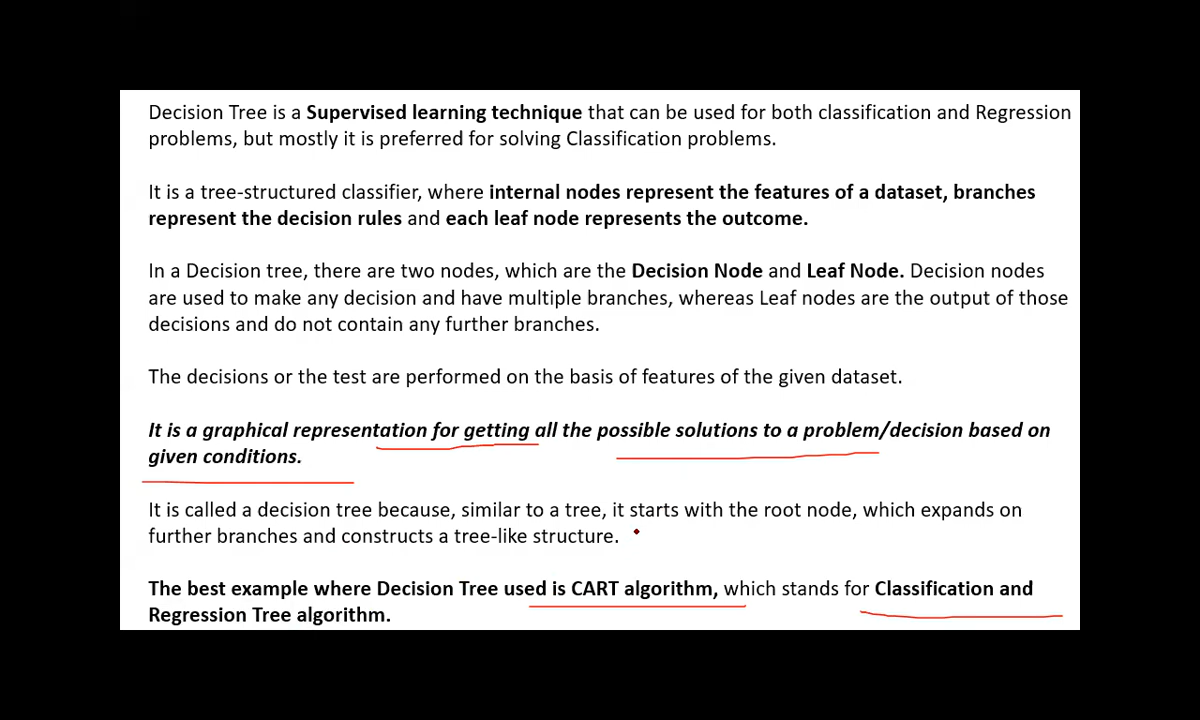 Decision Tree is a Supervised learning technique that can be used for both classification and Regression
problems, but mostly it is preferred for solving Classification problems.
It is a tree-structured classifier, where internal nodes represent the features of a dataset, branches
represent the decision rules and each leaf node represents the outcome.
In a Decision tree, there are two nodes, which are the Decision Node and Leaf Node. Decision nodes
are used to make any decision and have multiple branches, whereas Leaf nodes are the output of those
decisions and do not contain any further branches.
The decisions or the test are performed on the basis of features of the given dataset.
It is a graphical representation for getting all the possible solutions to a problem/decision based on
given conditions.
It is called a decision tree because, similar to a tree, it starts with the root node, which expands on
further branches and constructs a tree-like structure.
The best example where Decision Tree used is CART algorithm, which stands for Classification and
Regression Tree algorithm.